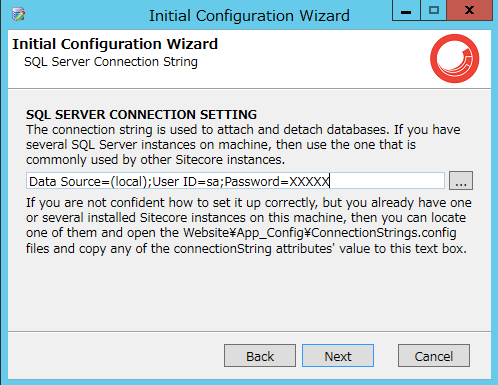 Initial Configuration Wizard
Initial Configuration Wizard
SQL Server Connection String
SQL SERVER CONNECTION SETTING
The connection string is used to attach and detach databases. If you have
several SQL Server instances on machine, then use the one that is
commonly used by other Sitecore instances.
Data Source=(local);User ID=sa;Password=XXXXX
...
If you are not confident how to set it up correctly, but you already have one
or several installed Sitecore instances on this machine, then you can locate
one of them and open the Website¥App_Config¥ConnectionStrings.config
files and copy any of the connectionString attributes' value to this text box.
Back Next Cancel